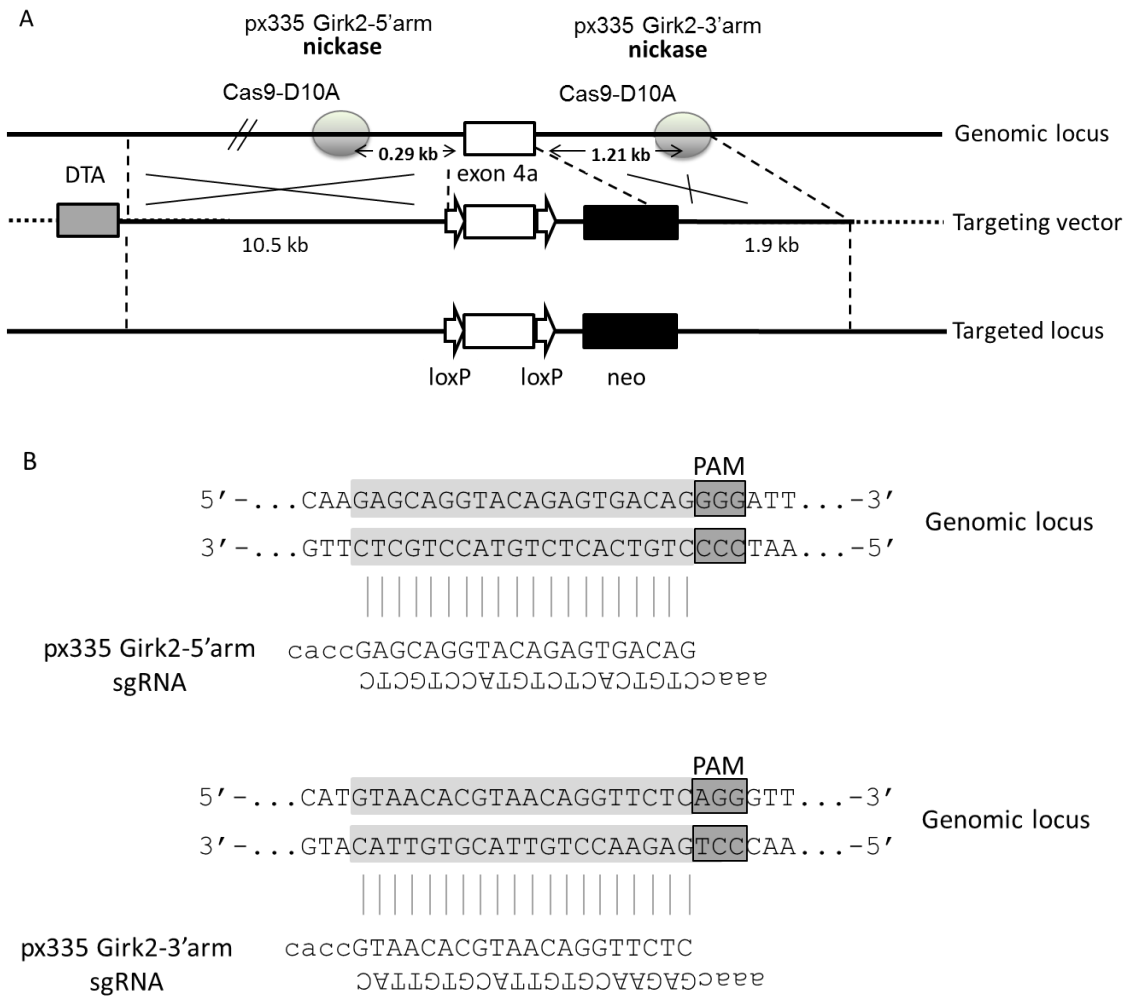 A
px335 Girk2-5'arm
nickase
px335 Girk2-3'arm
nickase
Cas9-D10A
Cas9-D10A
Genomic locus
0.29 kb
1.21 kb
exon 4a
DTA
Targeting vector
10.5 kb
1.9 kb
Targeted locus
loxP
loxP
neo
B
PAM
5'-...CAAGAGCAGGTACAGAGTGACAGGGGATT...-3'
Genomic locus
3'-...GTTCTCGTCCATGTCTCACTGTCCCCTAA...-5'
px335 Girk2-5'arm
sgRNA
caccGAGCAGGTACAGAGTGACAG
aaacCTGTCACTCTGTACCTGCTC
PAM
5'-...CATGTAACACGTAACAGGTTCTCAGGGTT...-3'
Genomic locus
3'-...GTACATTGTGCATTGTCCAAGAGTCCCAA...-5'
px335 Girk2-3'arm
sgRNA
caccGTAACACGTAACAGGTTCTC
aaacGAGAACCTGTTACGTGTTAC